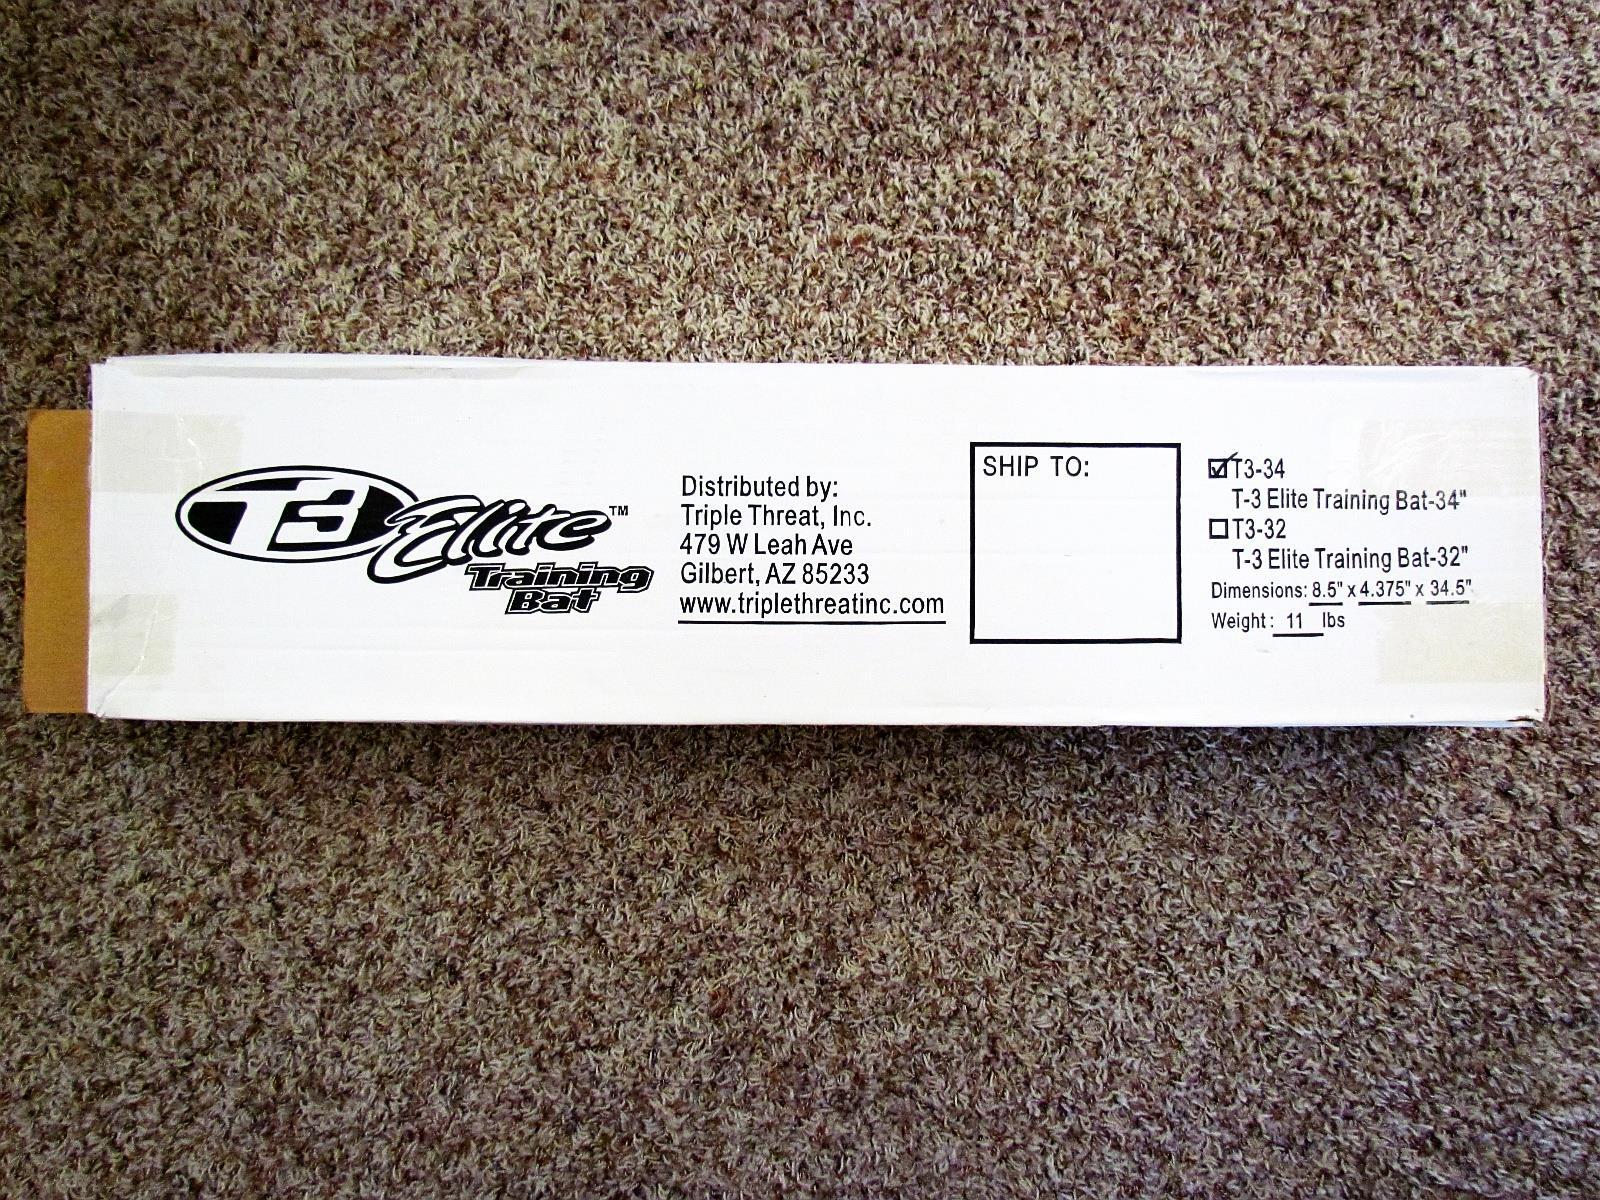 T3 Elite™
Training
Bat
Distributed by:
Triple Threat, Inc.
479 W Leah Ave
Gilbert, AZ 85233
www.triplethreatinc.com
SHIP TO:
T3-34
T-3 Elite Training Bat-34"
T3-32
T-3 Elite Training Bat-32"
Dimensions: 8.5" x 4.375" x 34.5"
Weight: 11 lbs